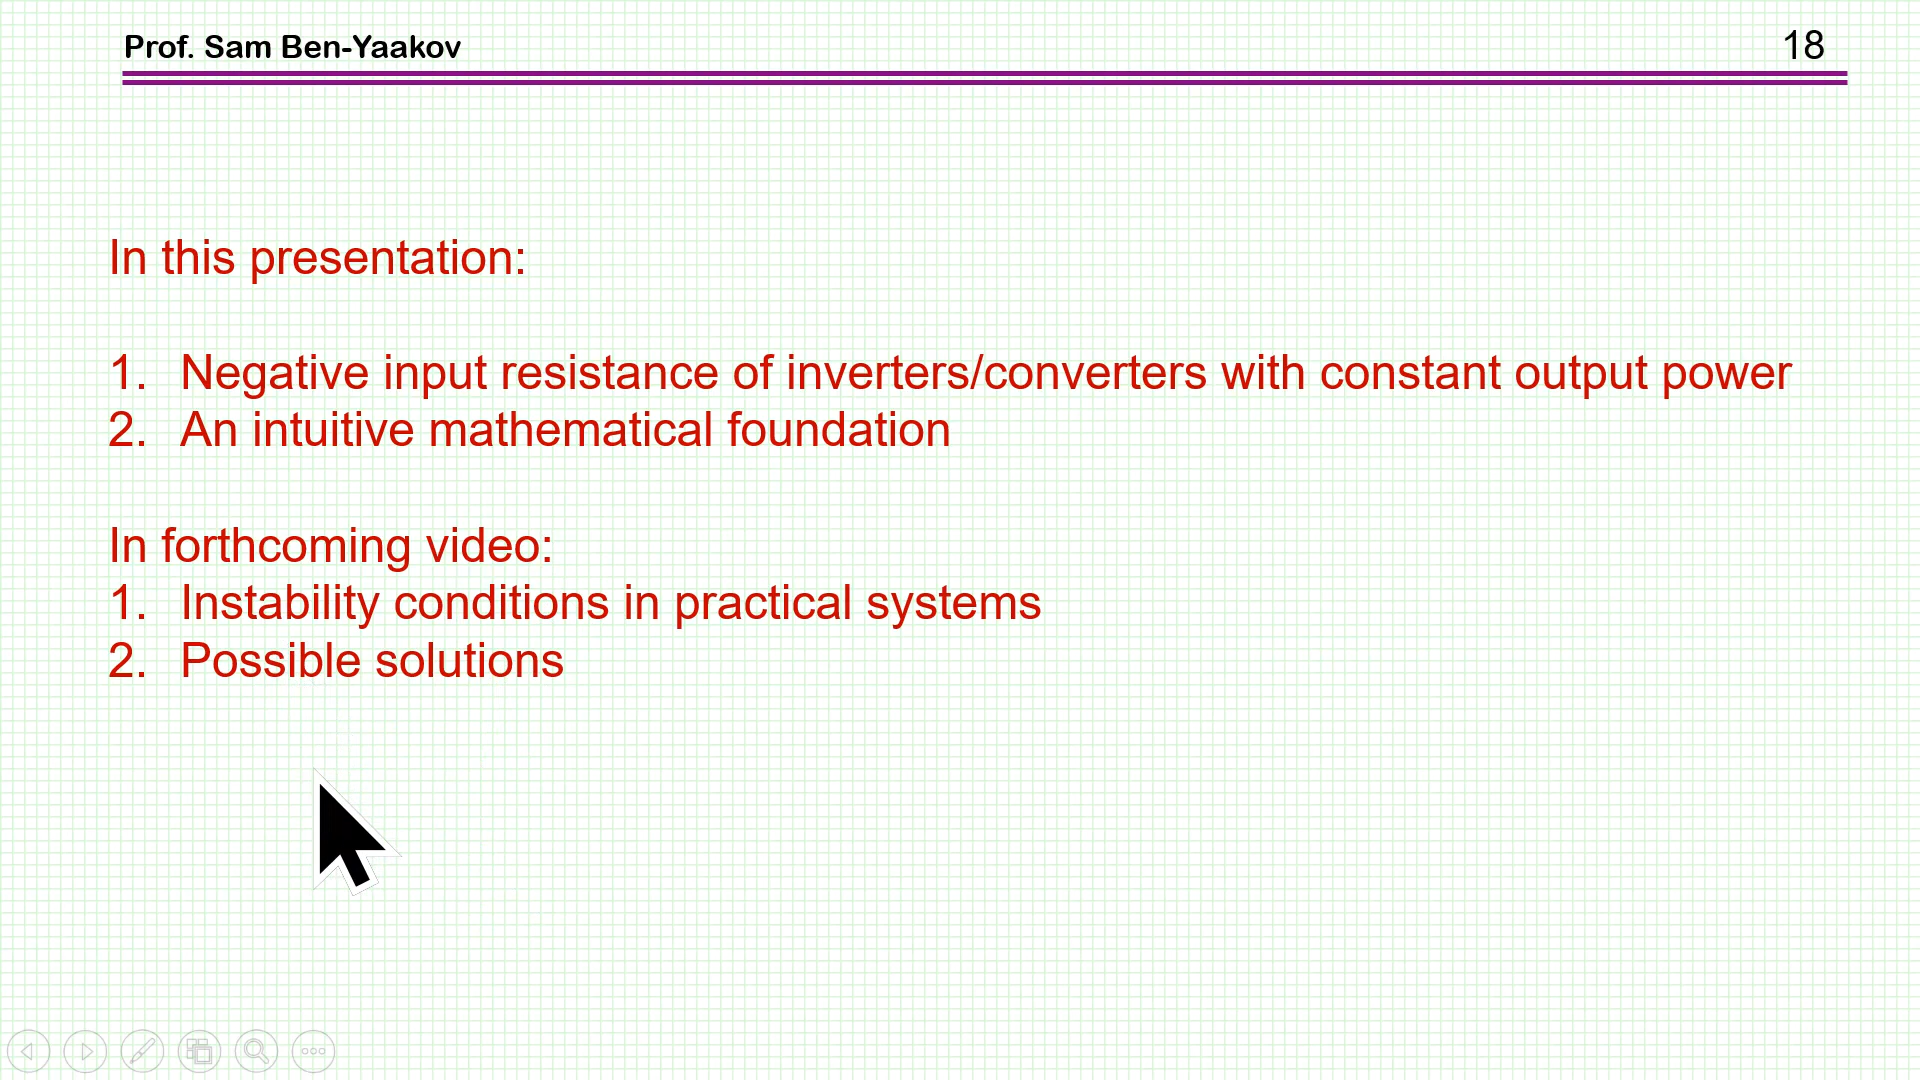 Prof. Sam Ben-Yaakov
18
In this presentation:
1. Negative input resistance of inverters/converters with constant output power
2. An intuitive mathematical foundation
In forthcoming video:
1. Instability conditions in practical systems
2. Possible solutions